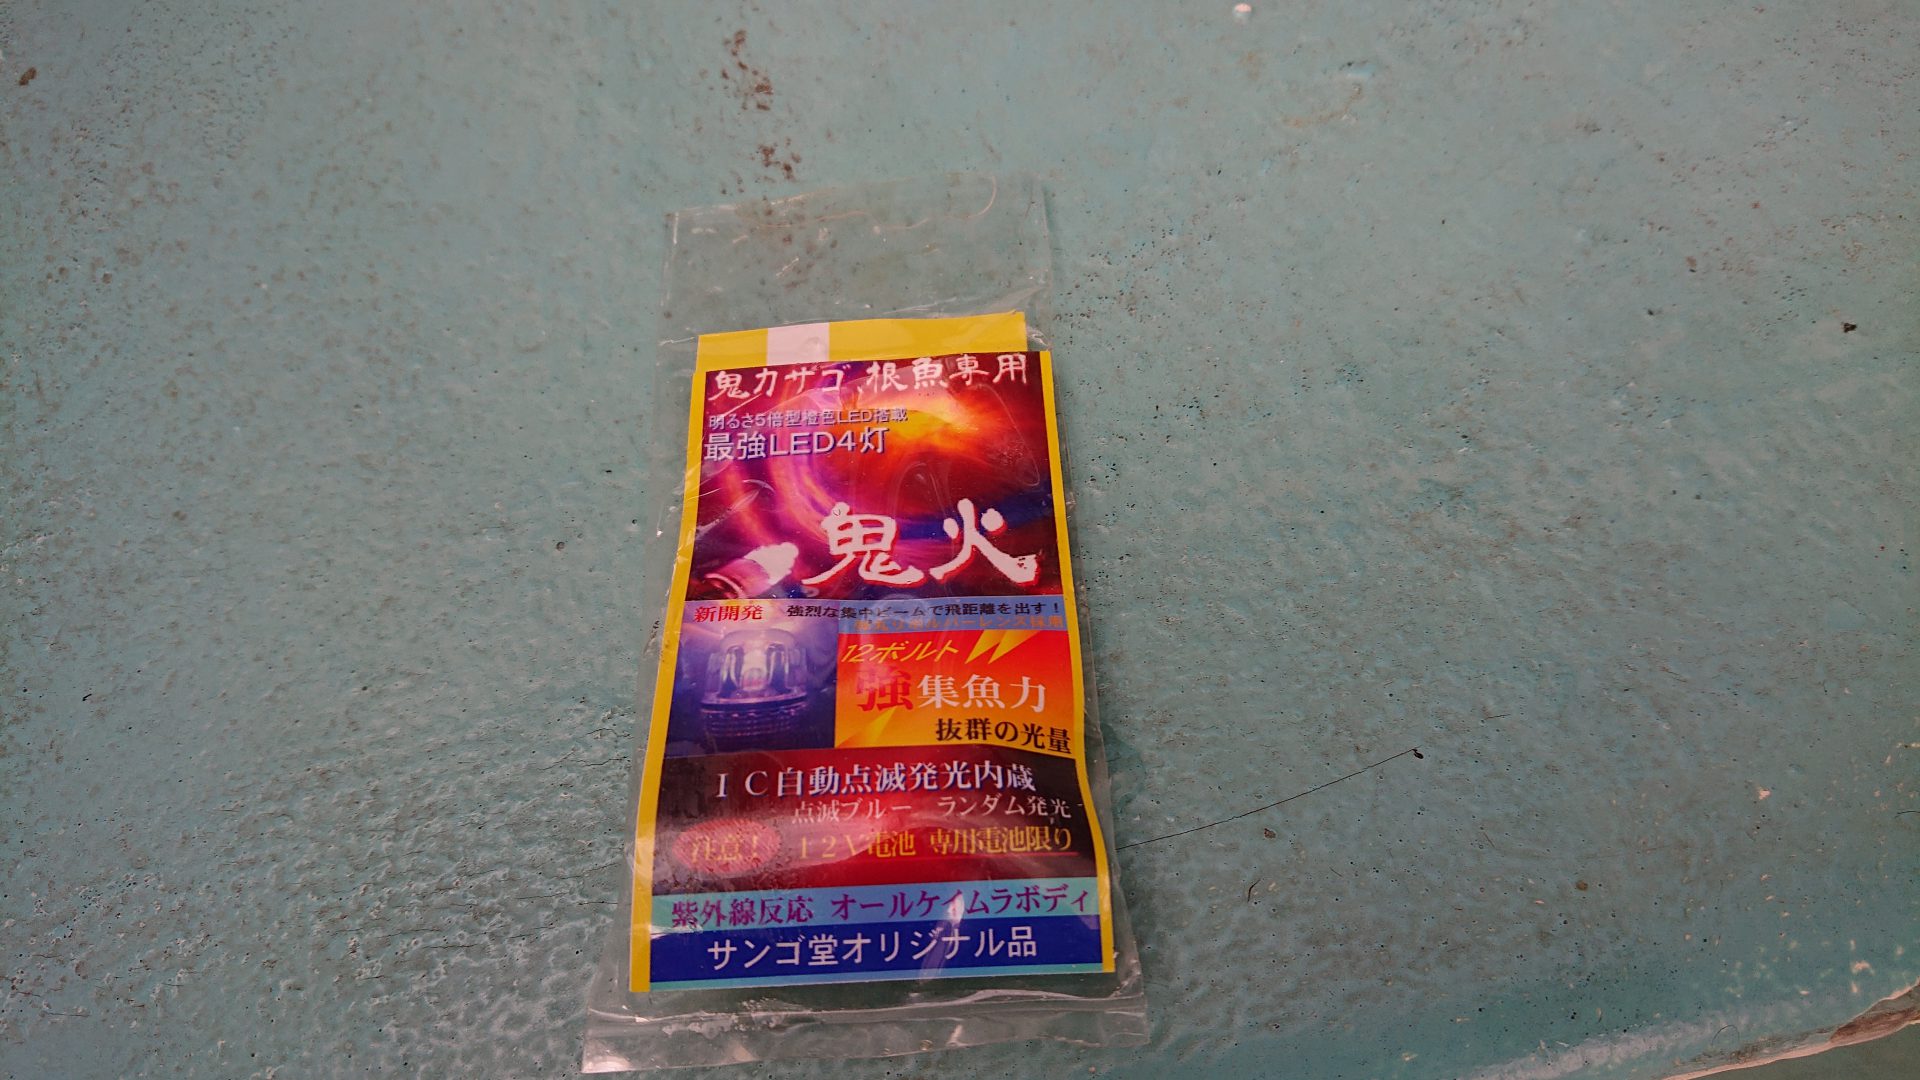 鬼カサゴ、根魚専用
明るさ5倍型橙色LED搭載
最強LED4灯
鬼火
新開発 強烈な集中ビームで飛距離を出す!
12ボルト
強集魚力
抜群の光量
IC自動点滅発光内蔵
点滅ブルー ランダム発光
注意! 12V電池 専用電池限り
紫外線反応 オールケイムラボディ
サンゴ堂オリジナル品